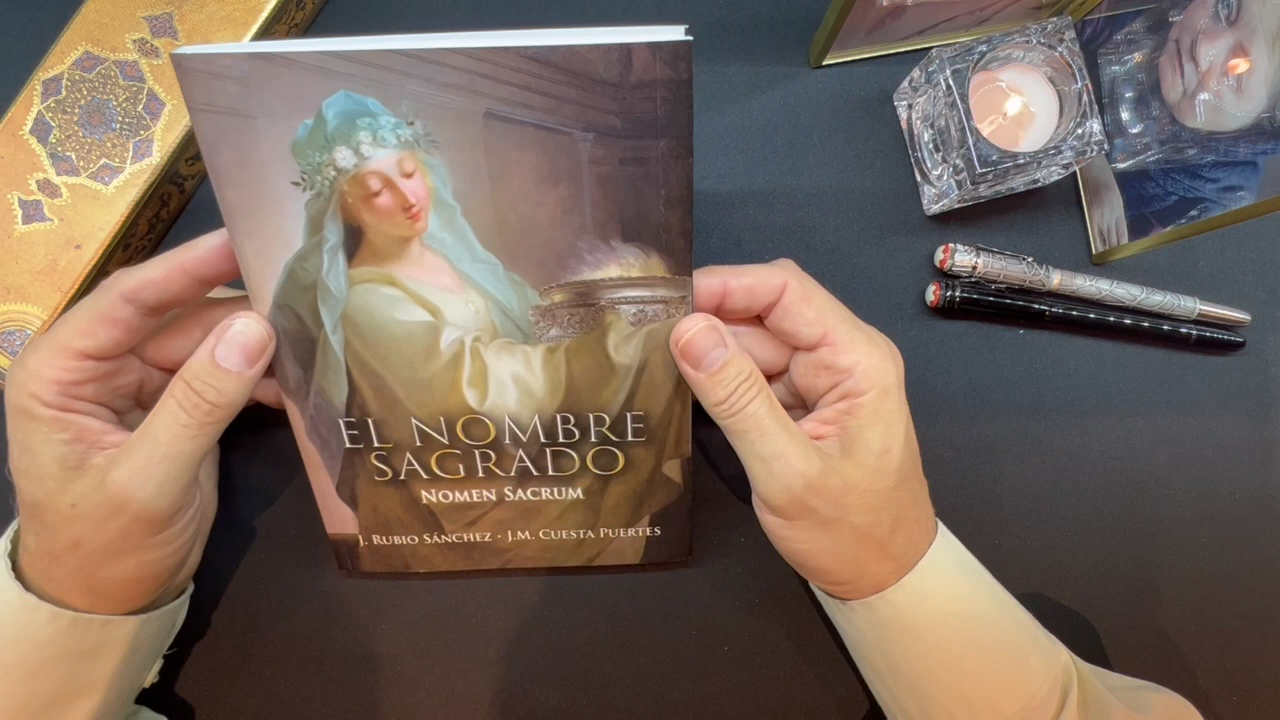 EL NOMBRE
SAGRADO
NOMEN SACRUM
J. RUBIO SÁNCHEZ · J.M. CUESTA PUERTES